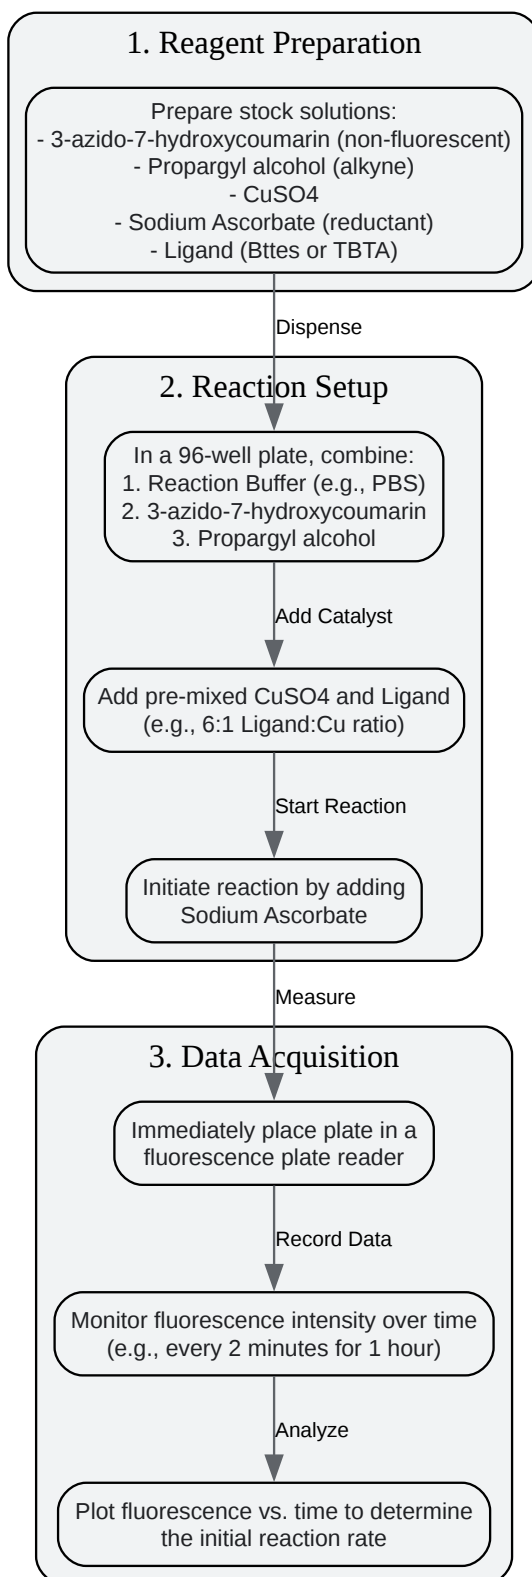 1. Reagent Preparation
Prepare stock solutions:
- 3-azido-7-hydroxycoumarin (non-fluorescent)
- Propargyl alcohol (alkyne)
- CuSO4
- Sodium Ascorbate (reductant)
- Ligand (Bttes or TBTA)
Dispense
2. Reaction Setup
In a 96-well plate, combine:
1. Reaction Buffer (e.g., PBS)
2. 3-azido-7-hydroxycoumarin
3. Propargyl alcohol
Add Catalyst
Add pre-mixed CuSO4 and Ligand
(e.g., 6:1 Ligand:Cu ratio)
Start Reaction
Initiate reaction by adding
Sodium Ascorbate
Measure
3. Data Acquisition
Immediately place plate in a
fluorescence plate reader
Record Data
Monitor fluorescence intensity over time
(e.g., every 2 minutes for 1 hour)
Analyze
Plot fluorescence vs. time to determine
the initial reaction rate